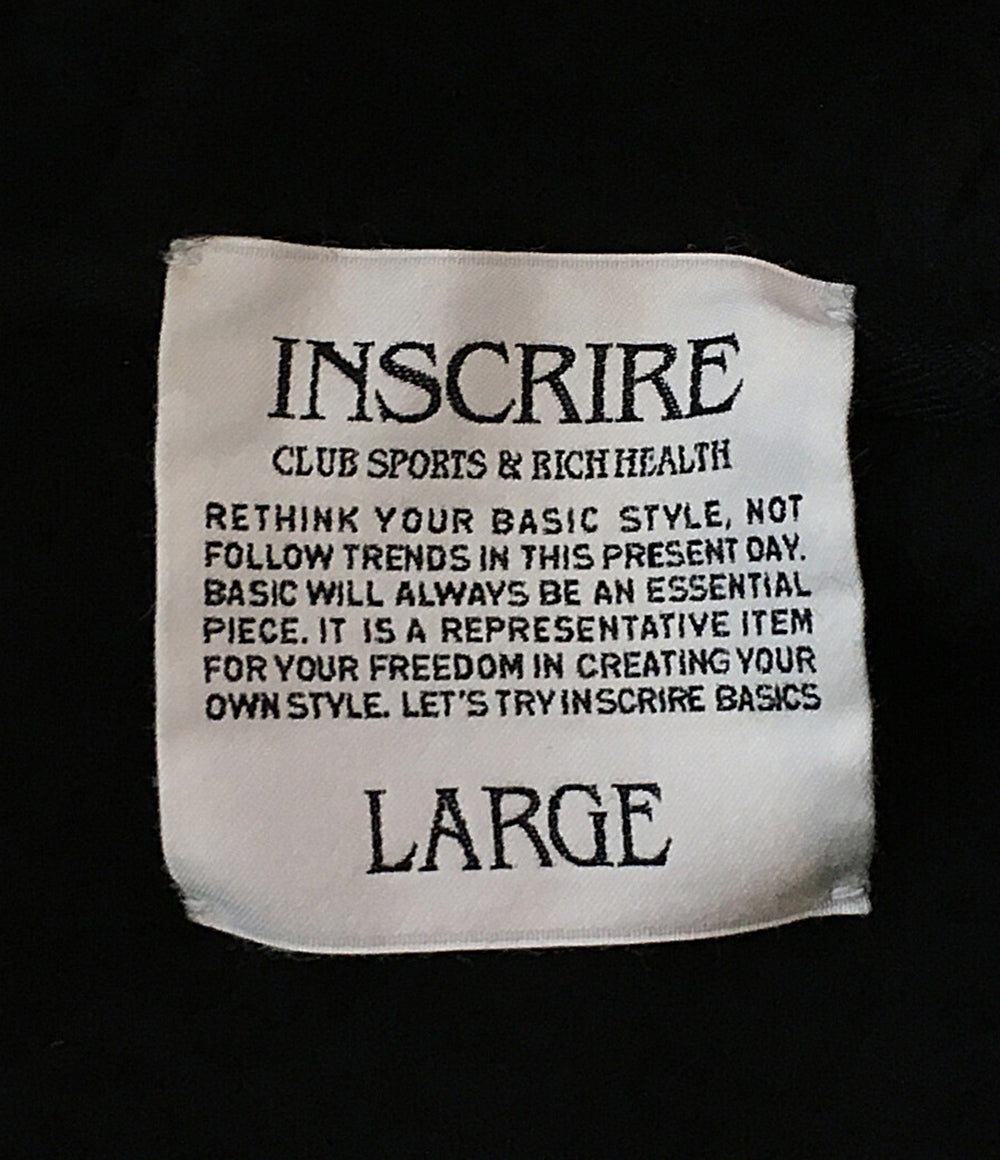 INSCRIRE
CLUB SPORTS & RICH HEALTH
RETHINK YOUR BASIC STYLE, NOT
FOLLOW TRENDS IN THIS PRESENT DAY.
BASIC WILL ALWAYS BE AN ESSENTIAL
PIECE. IT IS A REPRESENTATIVE ITEM
FOR YOUR FREEDOM IN CREATING YOUR
OWN STYLE. LET'S TRY INSCRIRE BASICS
LARGE